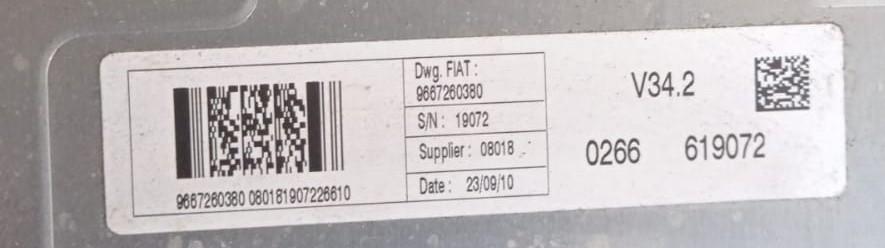 Dwg. FIAT :
9667260380
S/N : 19072
Supplier : 08018
Date : 23/09/10
9667260380 080181907226610
V34.2
0266 619072